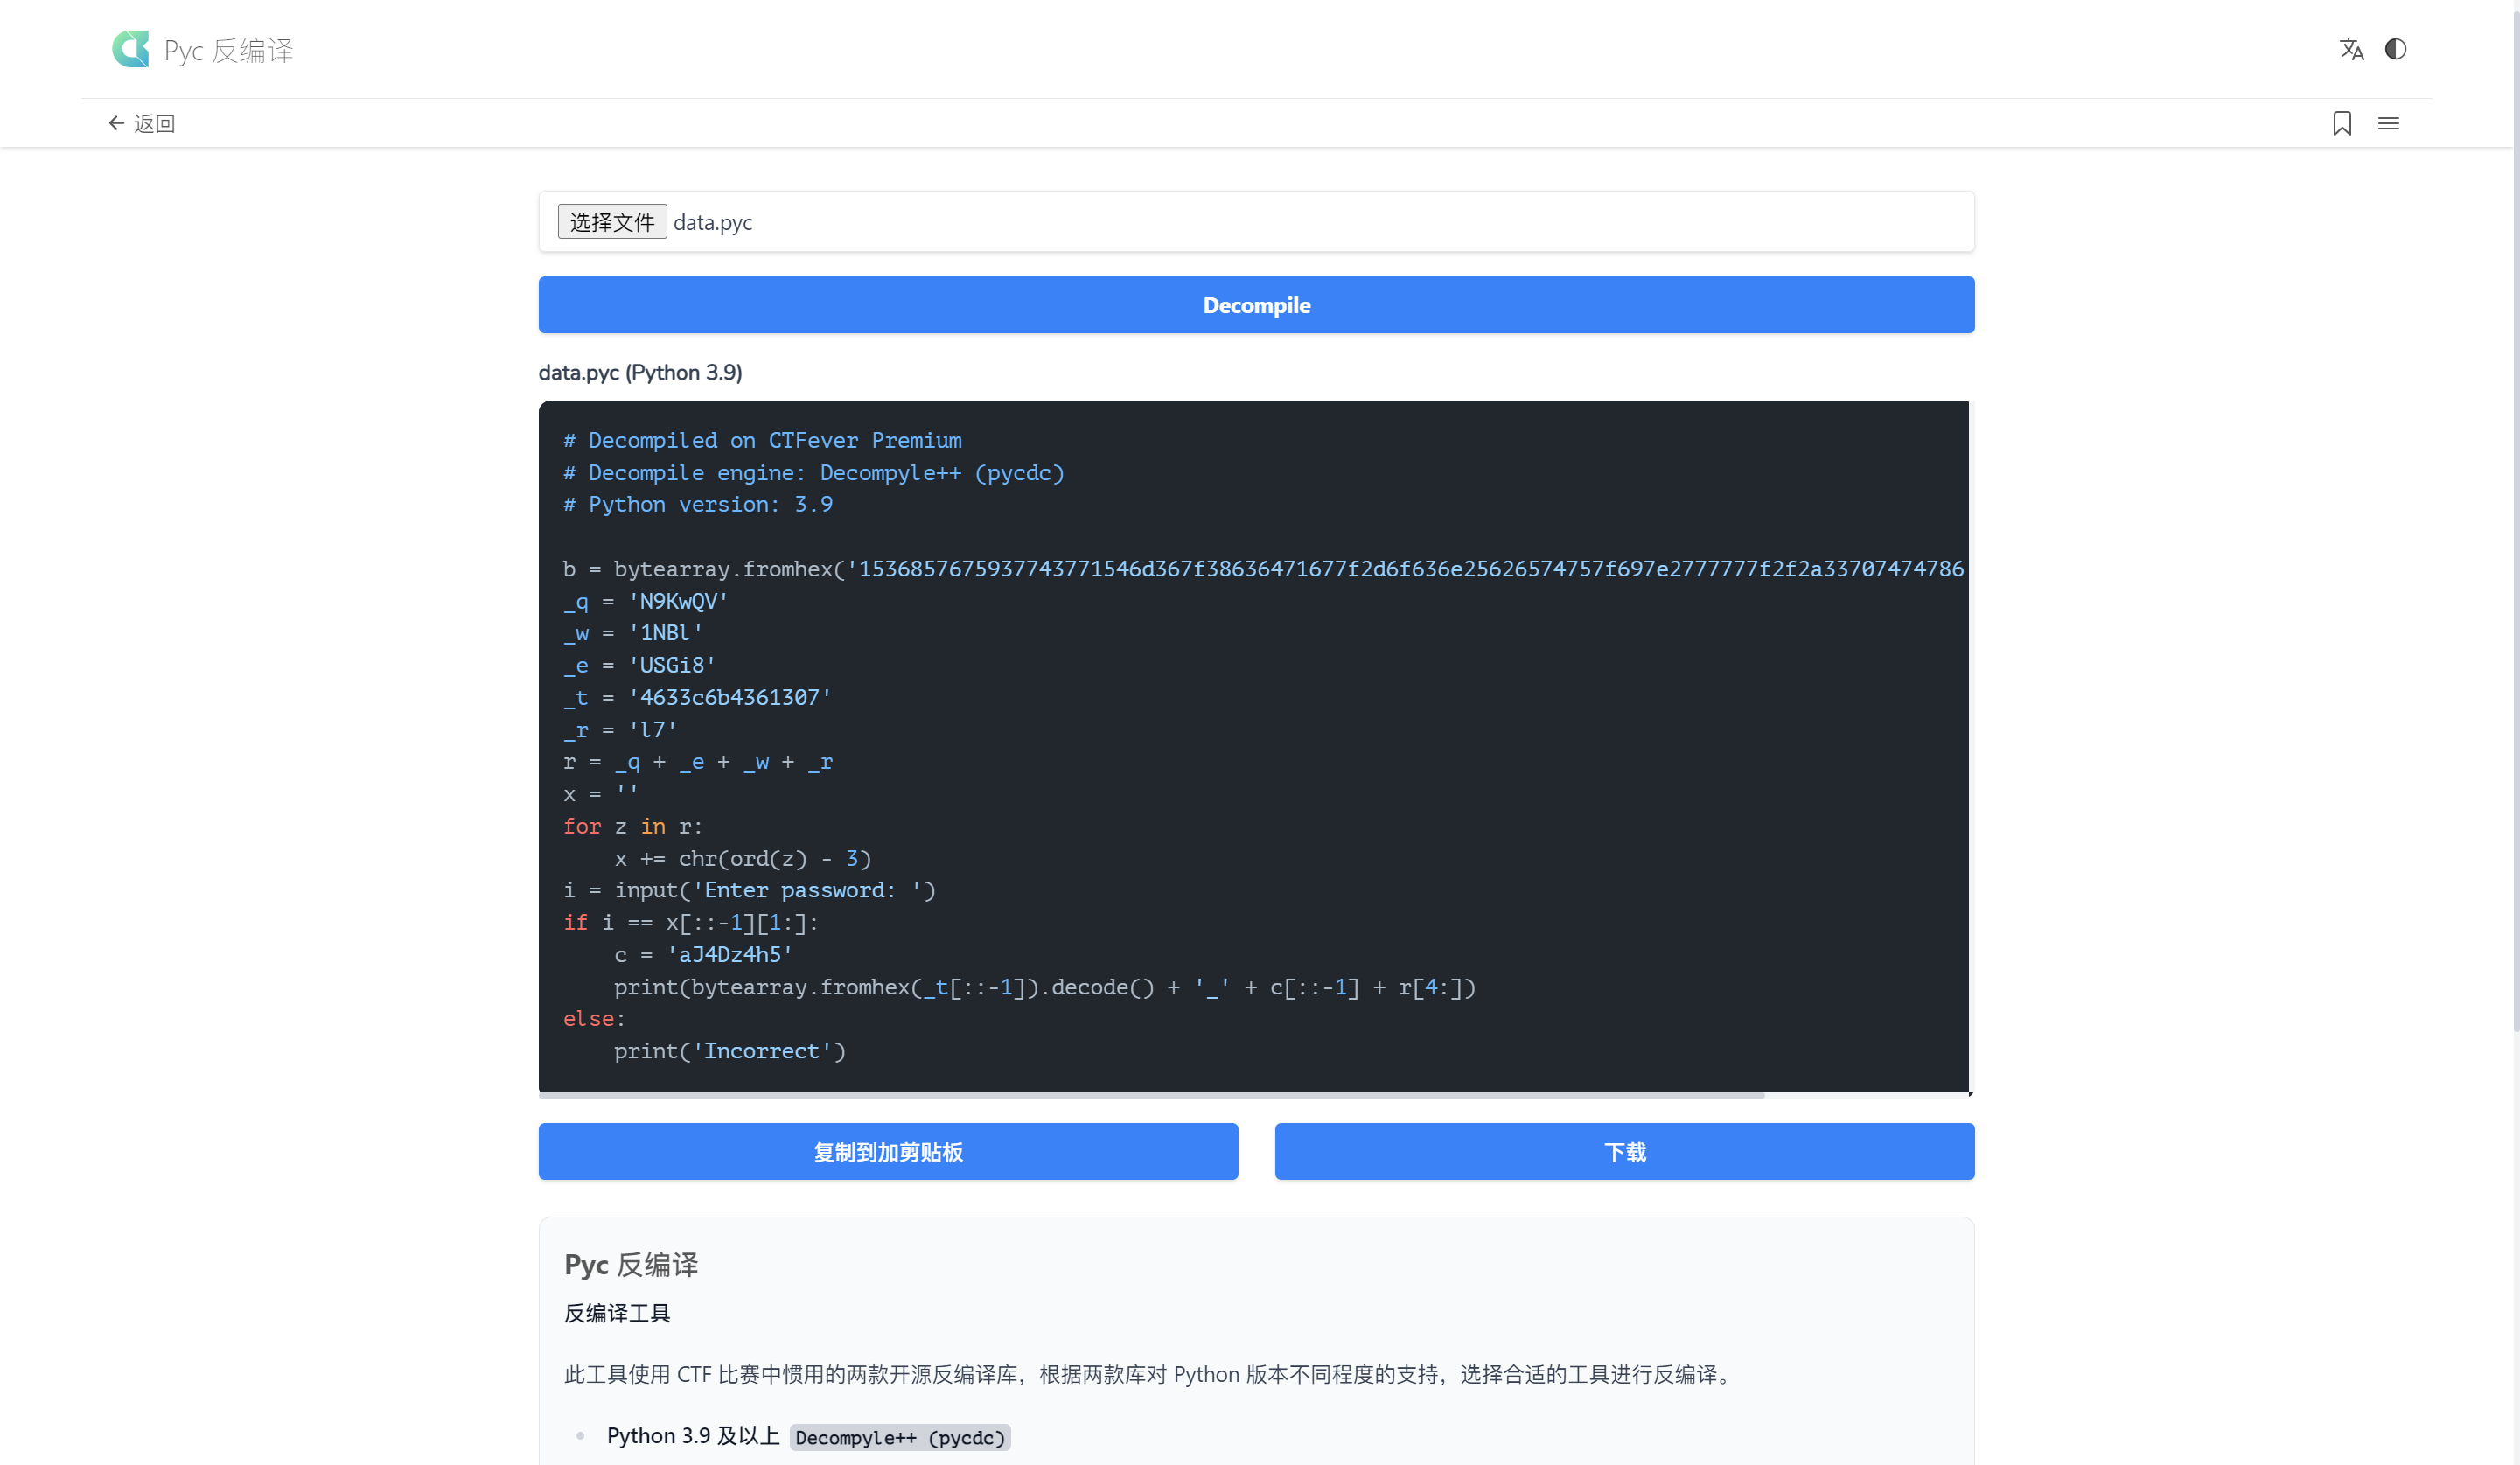 Pyc 反编译
返回
选择文件 data.pyc
Decompile
data.pyc (Python 3.9)
# Decompiled on CTFever Premium
# Decompile engine: Decompyle++ (pycdc)
# Python version: 3.9
b = bytearray.fromhex('1536857675937743771546d367f38636471677f2d6f636e25626574757f697e2777777f2f2a33707474786
_q = 'N9KwQV'
_w = '1NBl'
_e = 'USGi8'
_t = '4633c6b4361307'
_r = 'l7'
r = _q + _e + _w + _r
x = ''
for z in r:
    x += chr(ord(z) - 3)
i = input('Enter password: ')
if i == x[::-1][1:]:
    c = 'aJ4Dz4h5'
    print(bytearray.fromhex(_t[::-1]).decode() + '_' + c[::-1] + r[4:])
else:
    print('Incorrect')
复制到加剪贴板 下载
Pyc 反编译
反编译工具
此工具使用 CTF 比赛中惯用的两款开源反编译库，根据两款库对 Python 版本不同程度的支持，选择合适的工具进行反编译。
Python 3.9 及以上 Decompyle++ (pycdc)